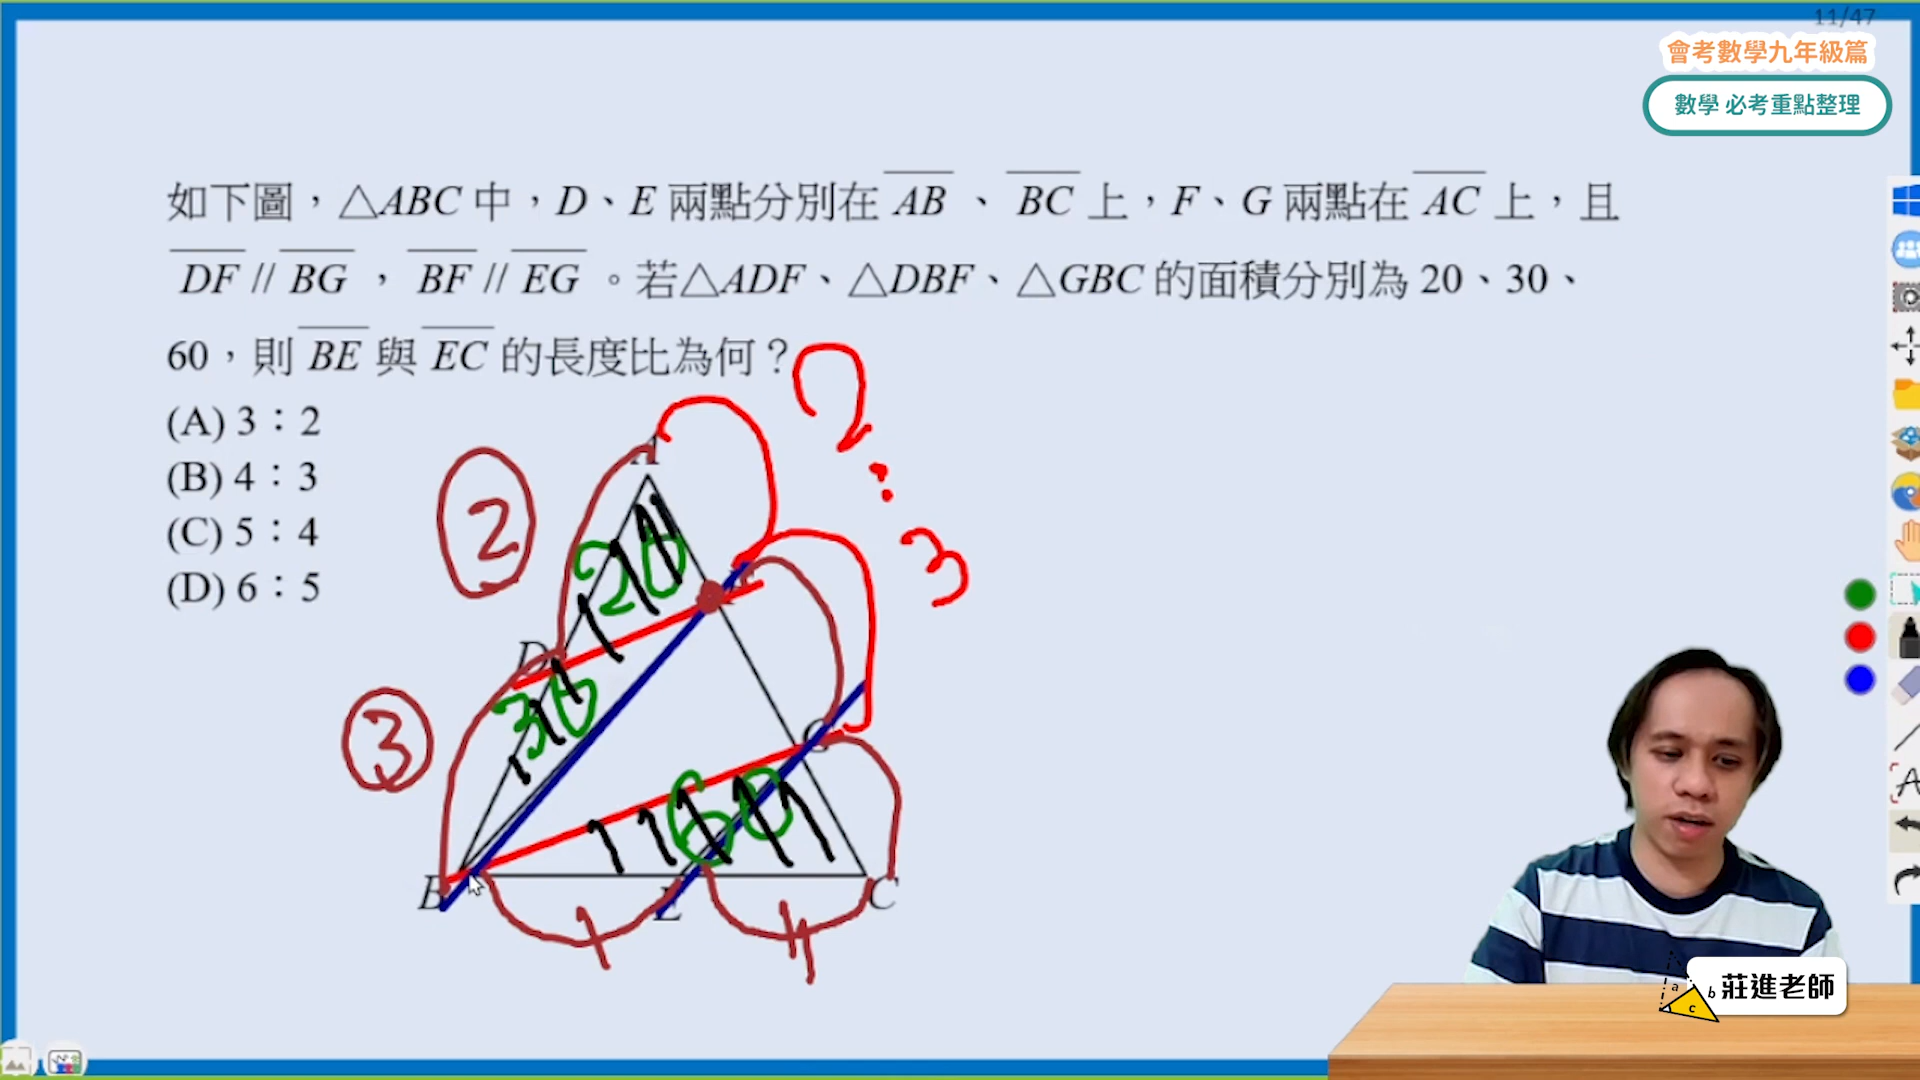 11/47
會考數學九年級篇
數學 必考重點整理
如下圖，△ABC 中，D、E 兩點分別在 AB 、 BC 上，F、G 兩點在 AC 上，且
DF // BG ， BF // EG 。若△ADF、△DBF、△GBC 的面積分別為 20、30、
60，則 BE 與 EC 的長度比為何？
(A) 3：2
(B) 4：3
(C) 5：4
(D) 6：5
2
:
3
A
2
20
D
30
3
G
60
B
E
C
莊進老師
a
b
c